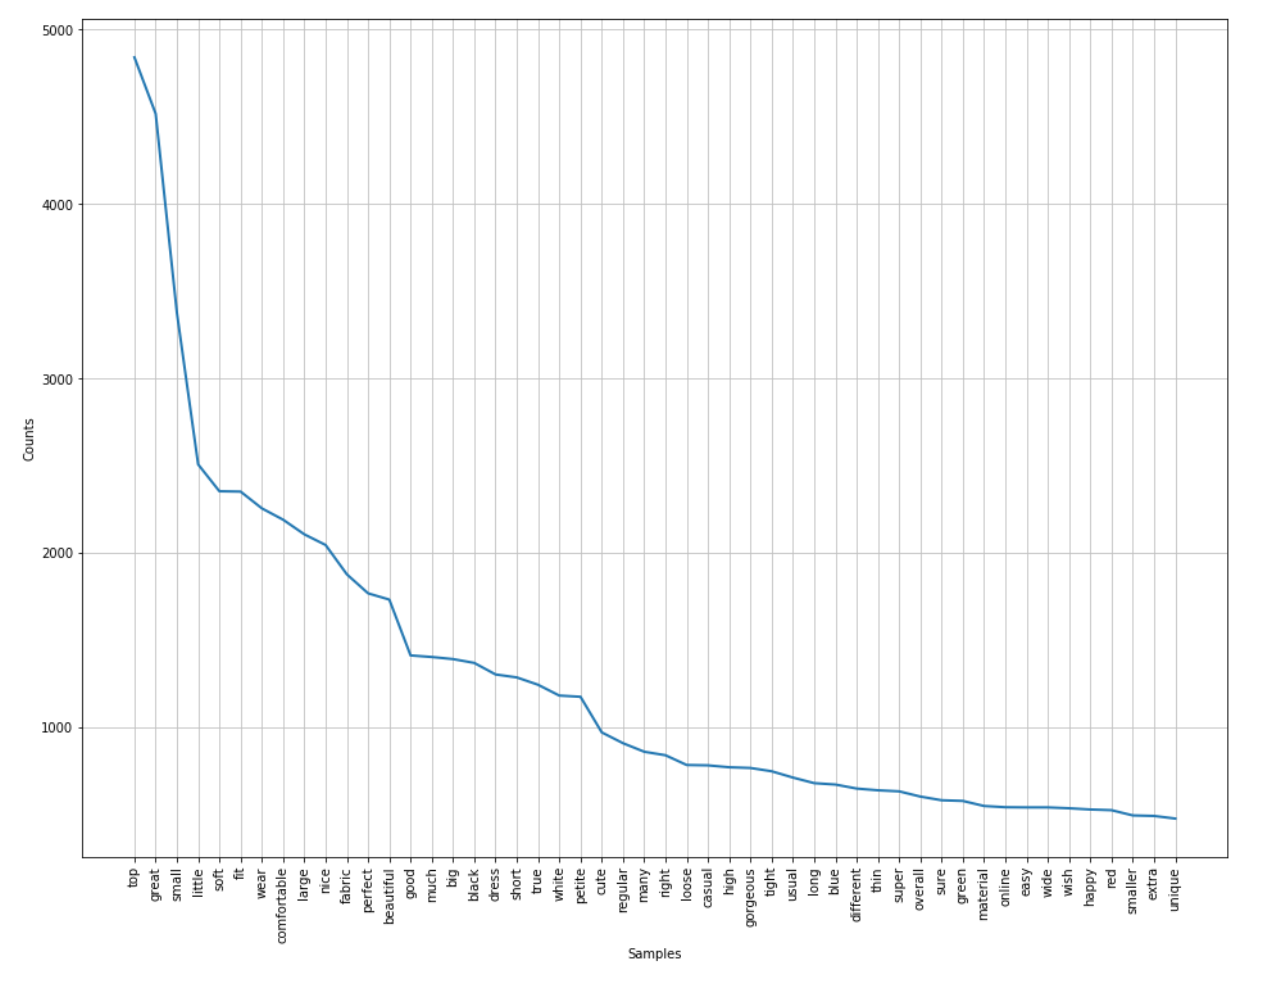 5000
4000
3000
2000
1000
Counts
top
great
small
little
soft
fit
wear
comfortable
large
nice
fabric
perfect
beautiful
good
much
big
black
dress
short
true
white
petite
cute
regular
many
right
loose
casual
high
gorgeous
tight
usual
long
blue
different
thin
super
overall
sure
green
material
online
easy
wide
wish
happy
red
smaller
extra
unique
Samples